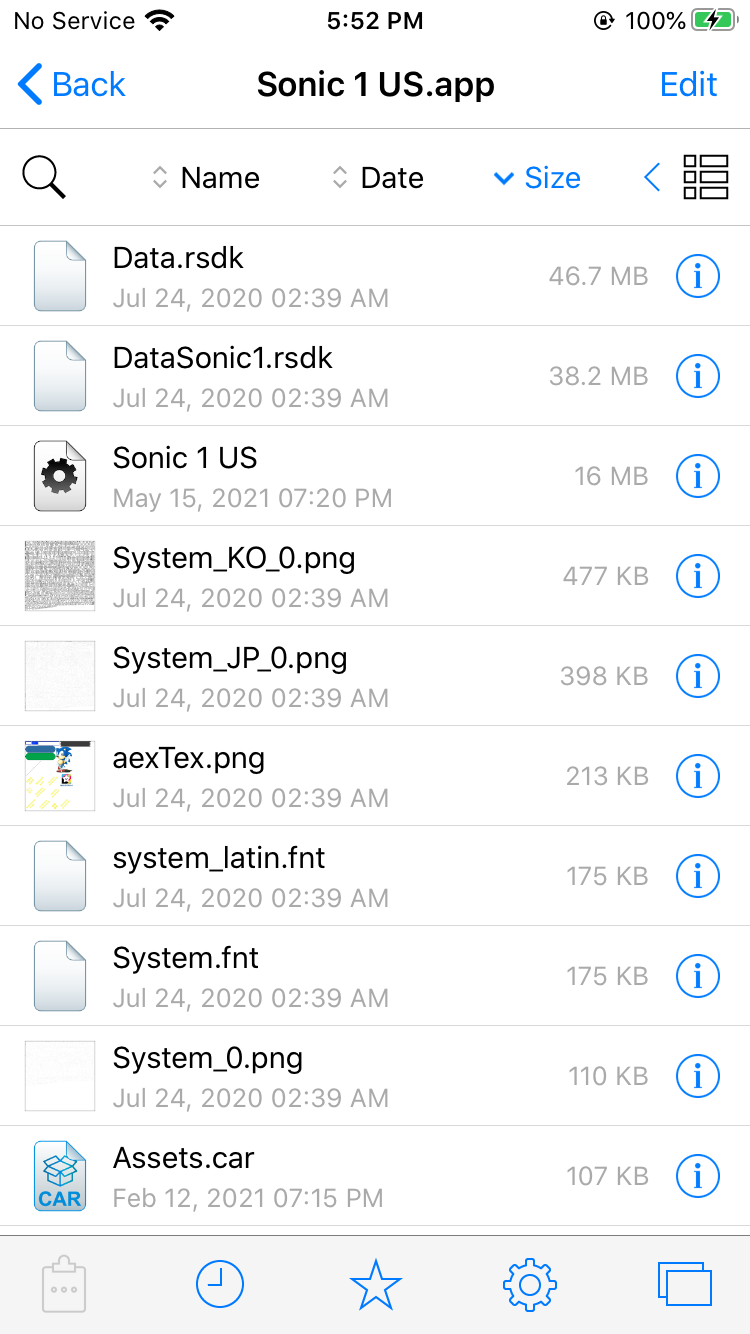 No Service 5:52 PM 100%
Back Sonic 1 US.app Edit
Name Date Size
Data.rsdk 46.7 MB
Jul 24, 2020 02:39 AM
DataSonic1.rsdk 38.2 MB
Jul 24, 2020 02:39 AM
Sonic 1 US 16 MB
May 15, 2021 07:20 PM
System_KO_0.png 477 KB
Jul 24, 2020 02:39 AM
System_JP_0.png 398 KB
Jul 24, 2020 02:39 AM
aexTex.png 213 KB
Jul 24, 2020 02:39 AM
system_latin.fnt 175 KB
Jul 24, 2020 02:39 AM
System.fnt 175 KB
Jul 24, 2020 02:39 AM
System_0.png 110 KB
Jul 24, 2020 02:39 AM
Assets.car 107 KB
CAR Feb 12, 2021 07:15 PM